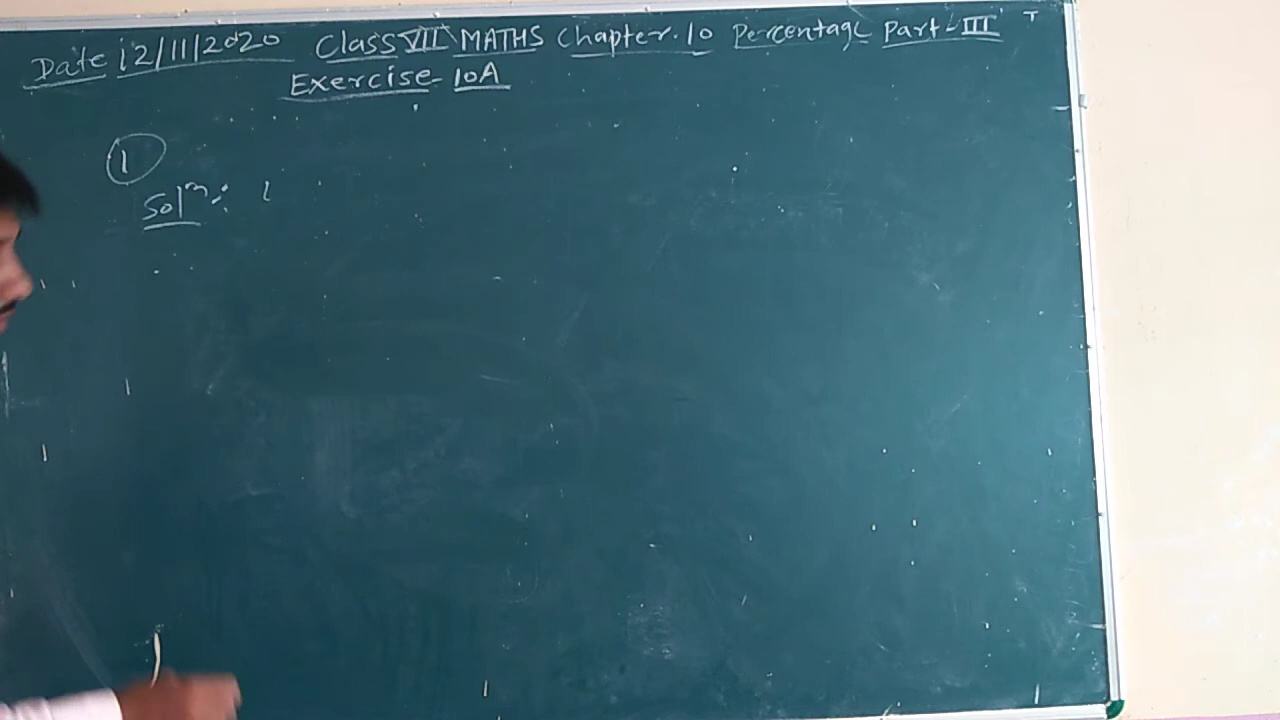 Date 12/11/2020 Class VII MATHS Chapter.10 Percentage Part-III
Exercise-10A
1
Solⁿ: